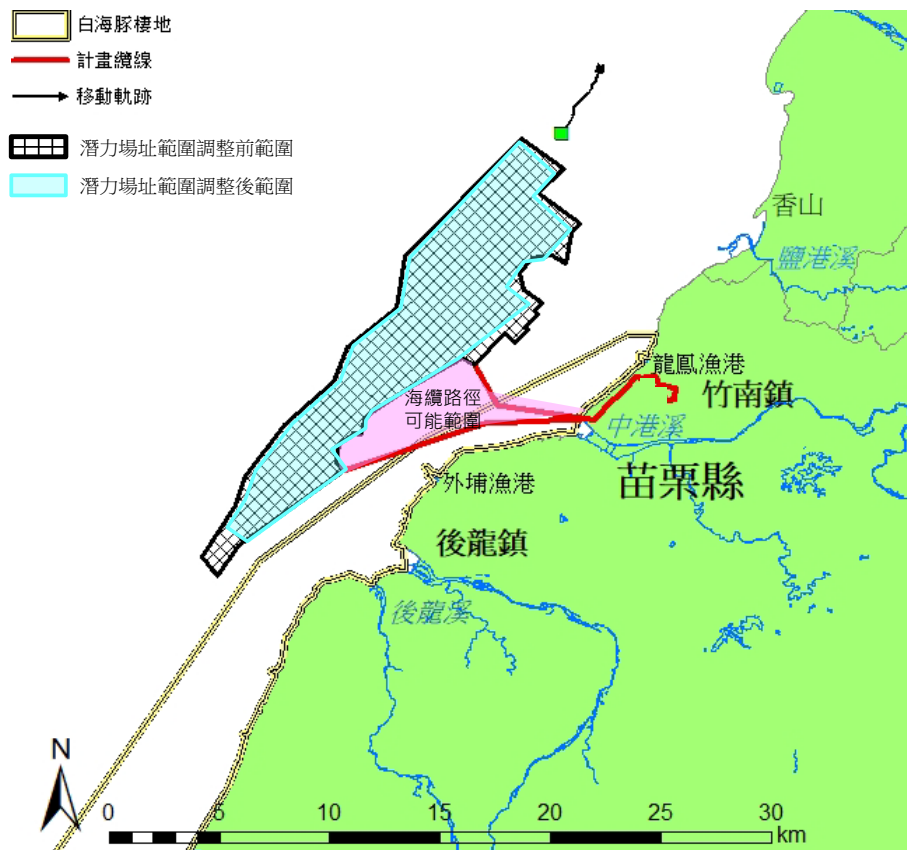 白海豚棲地
計畫纜線
移動軌跡
潛力場址範圍調整前範圍
潛力場址範圍調整後範圍
香山
鹽港溪
龍鳳漁港
竹南鎮
海纜路徑
可能範圍
中港溪
苗栗縣
外埔漁港
後龍鎮
後龍溪
N
0 5 10 15 20 25 30
km